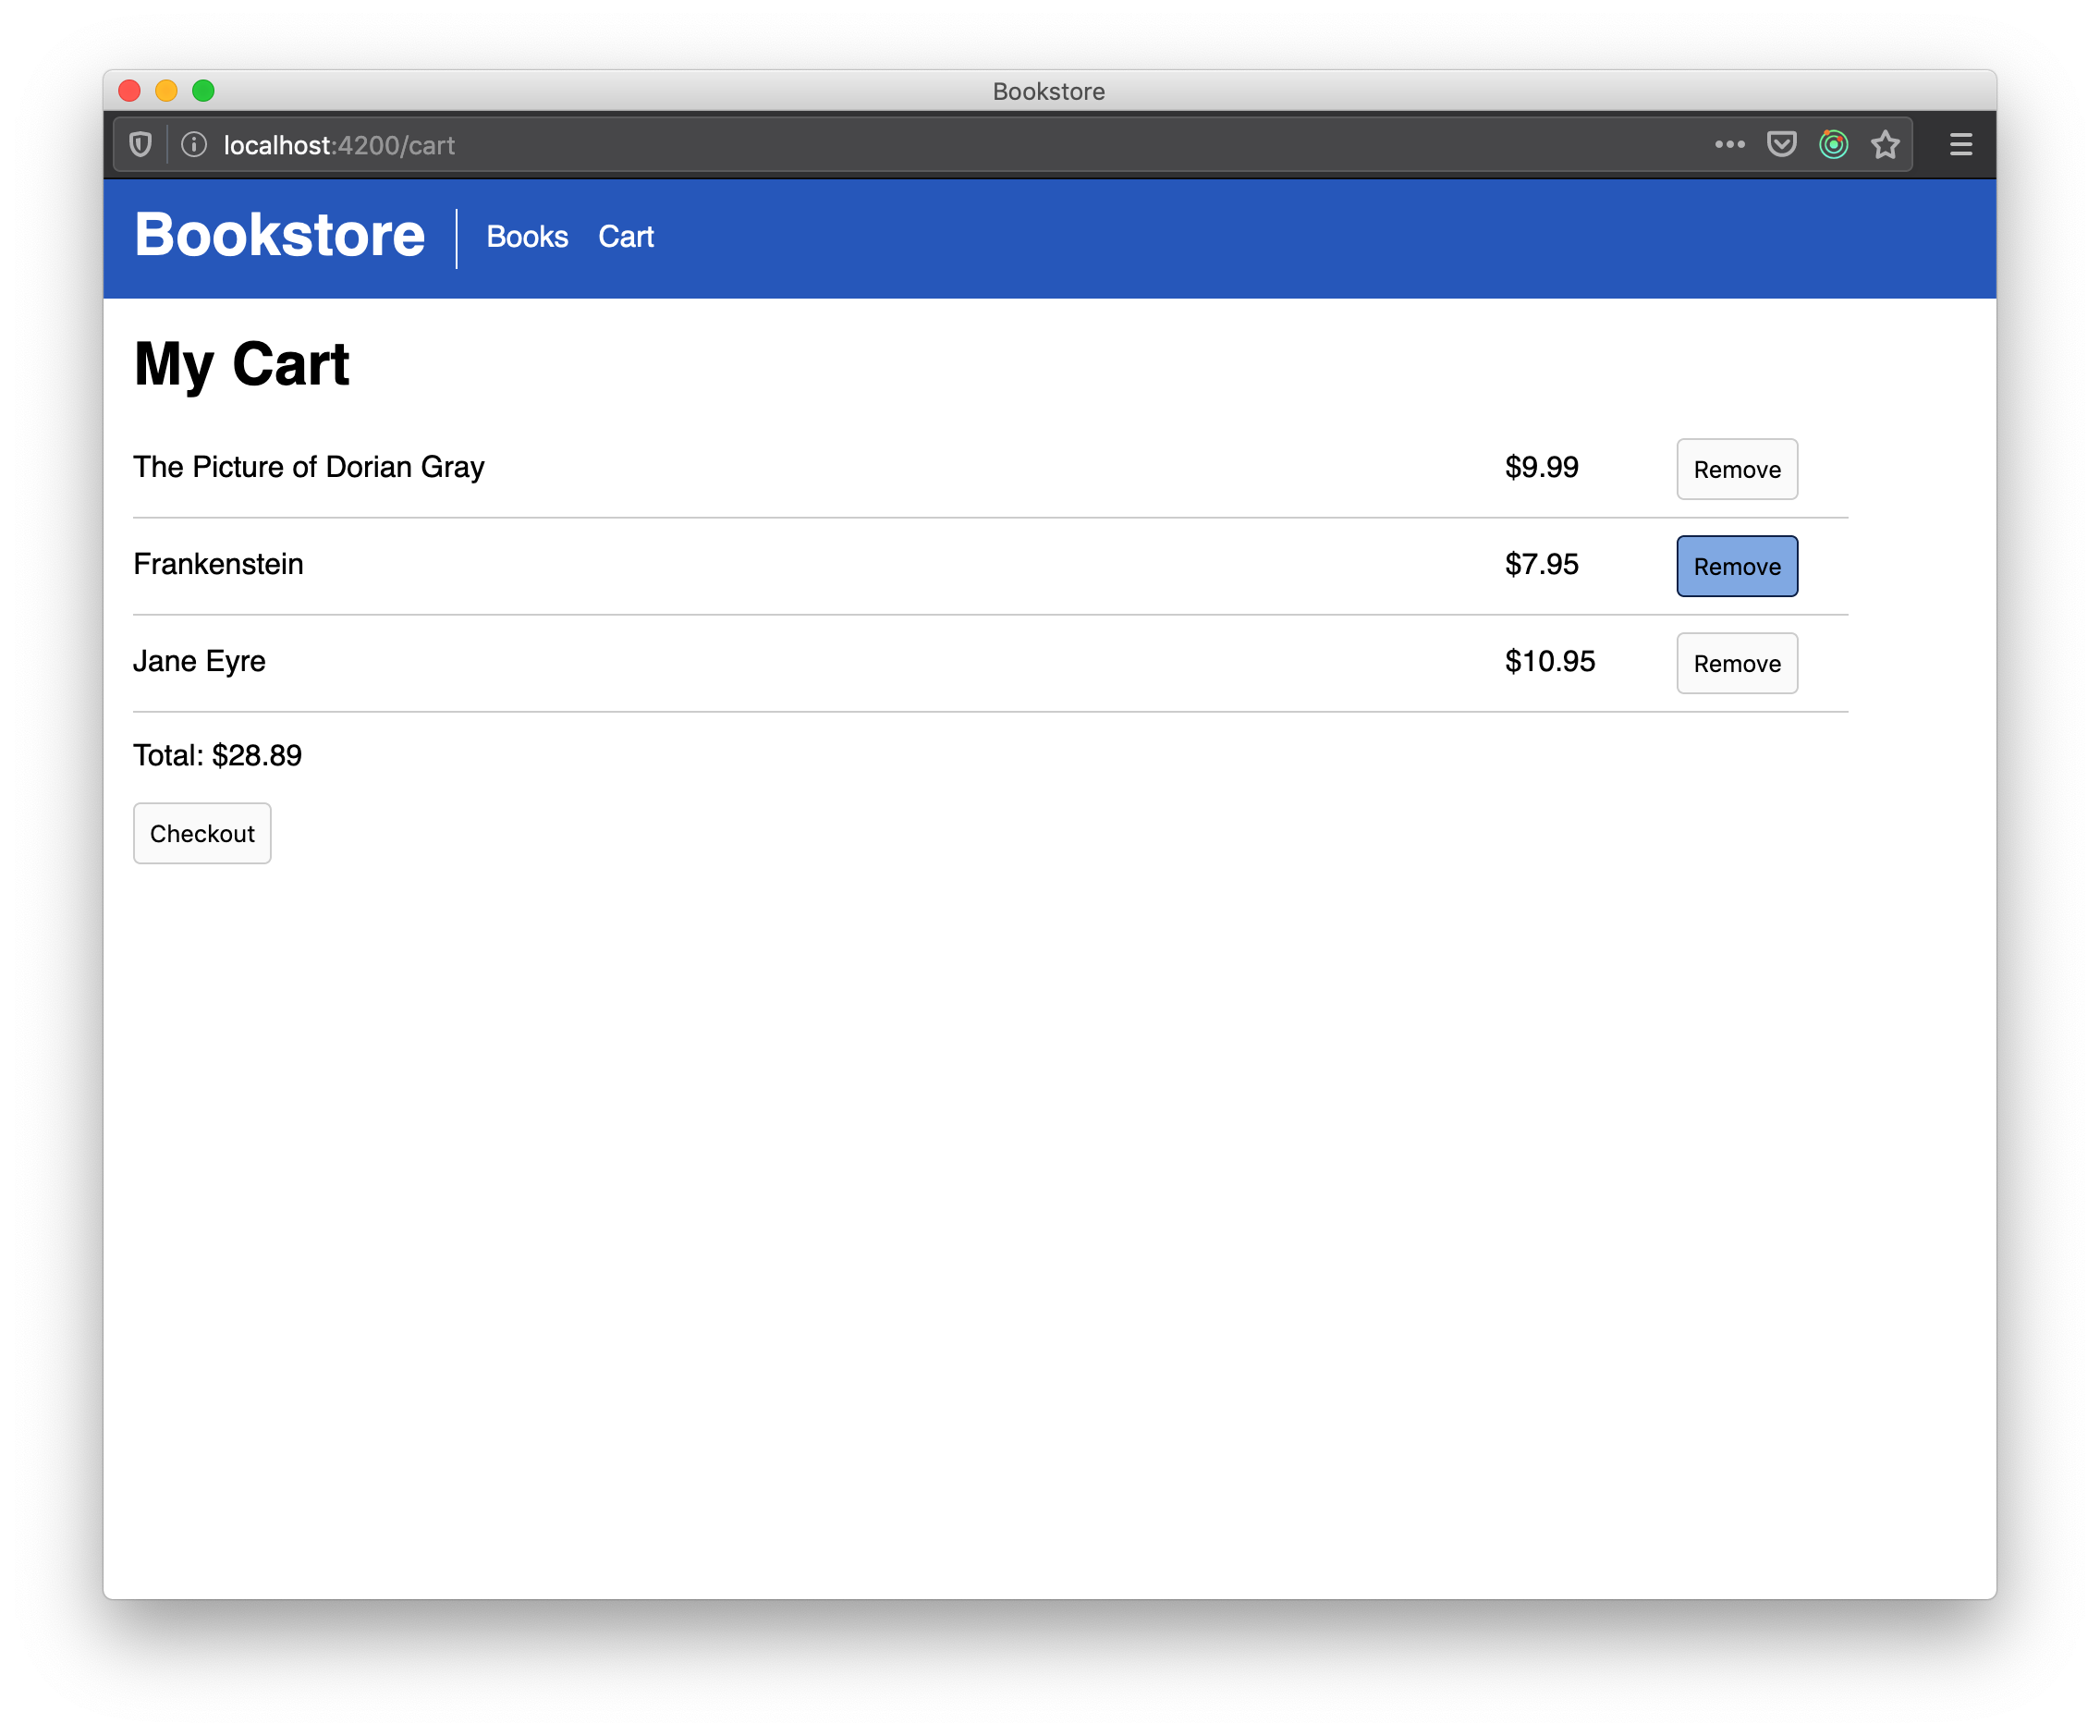 Bookstore
localhost:4200/cart
Bookstore Books Cart
My Cart
The Picture of Dorian Gray $9.99 Remove
Frankenstein $7.95 Remove
Jane Eyre $10.95 Remove
Total: $28.89
Checkout